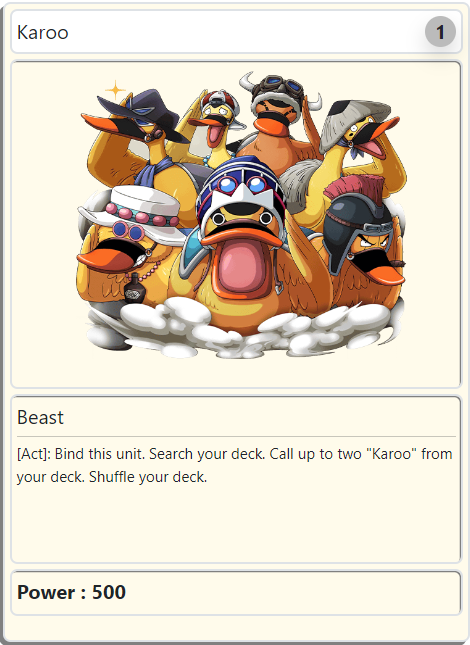 Karoo
1
Beast
[Act]: Bind this unit. Search your deck. Call up to two "Karoo" from
your deck. Shuffle your deck.
Power : 500